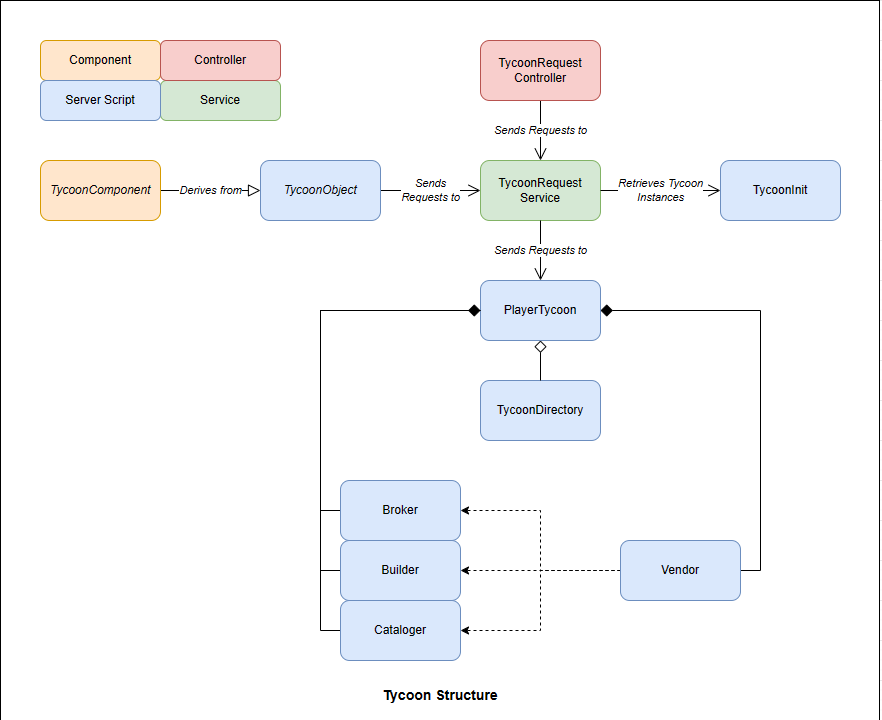 Component
Controller
Server Script
Service
TycoonRequest
Controller
Sends Requests to
TycoonComponent
Derives from
TycoonObject
Sends
Requests to
TycoonRequest
Service
Retrieves Tycoon
Instances
TycoonInit
Sends Requests to
PlayerTycoon
TycoonDirectory
Broker
Builder
Vendor
Cataloger
Tycoon Structure